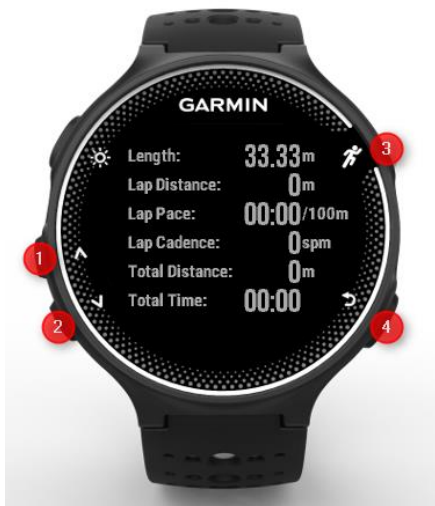 GARMIN
Length: 33.33m
3
Lap Distance: 0m
Lap Pace: 00:00/100m
Lap Cadence: 0spm
1
Total Distance: 0m
Total Time: 00:00
2
4